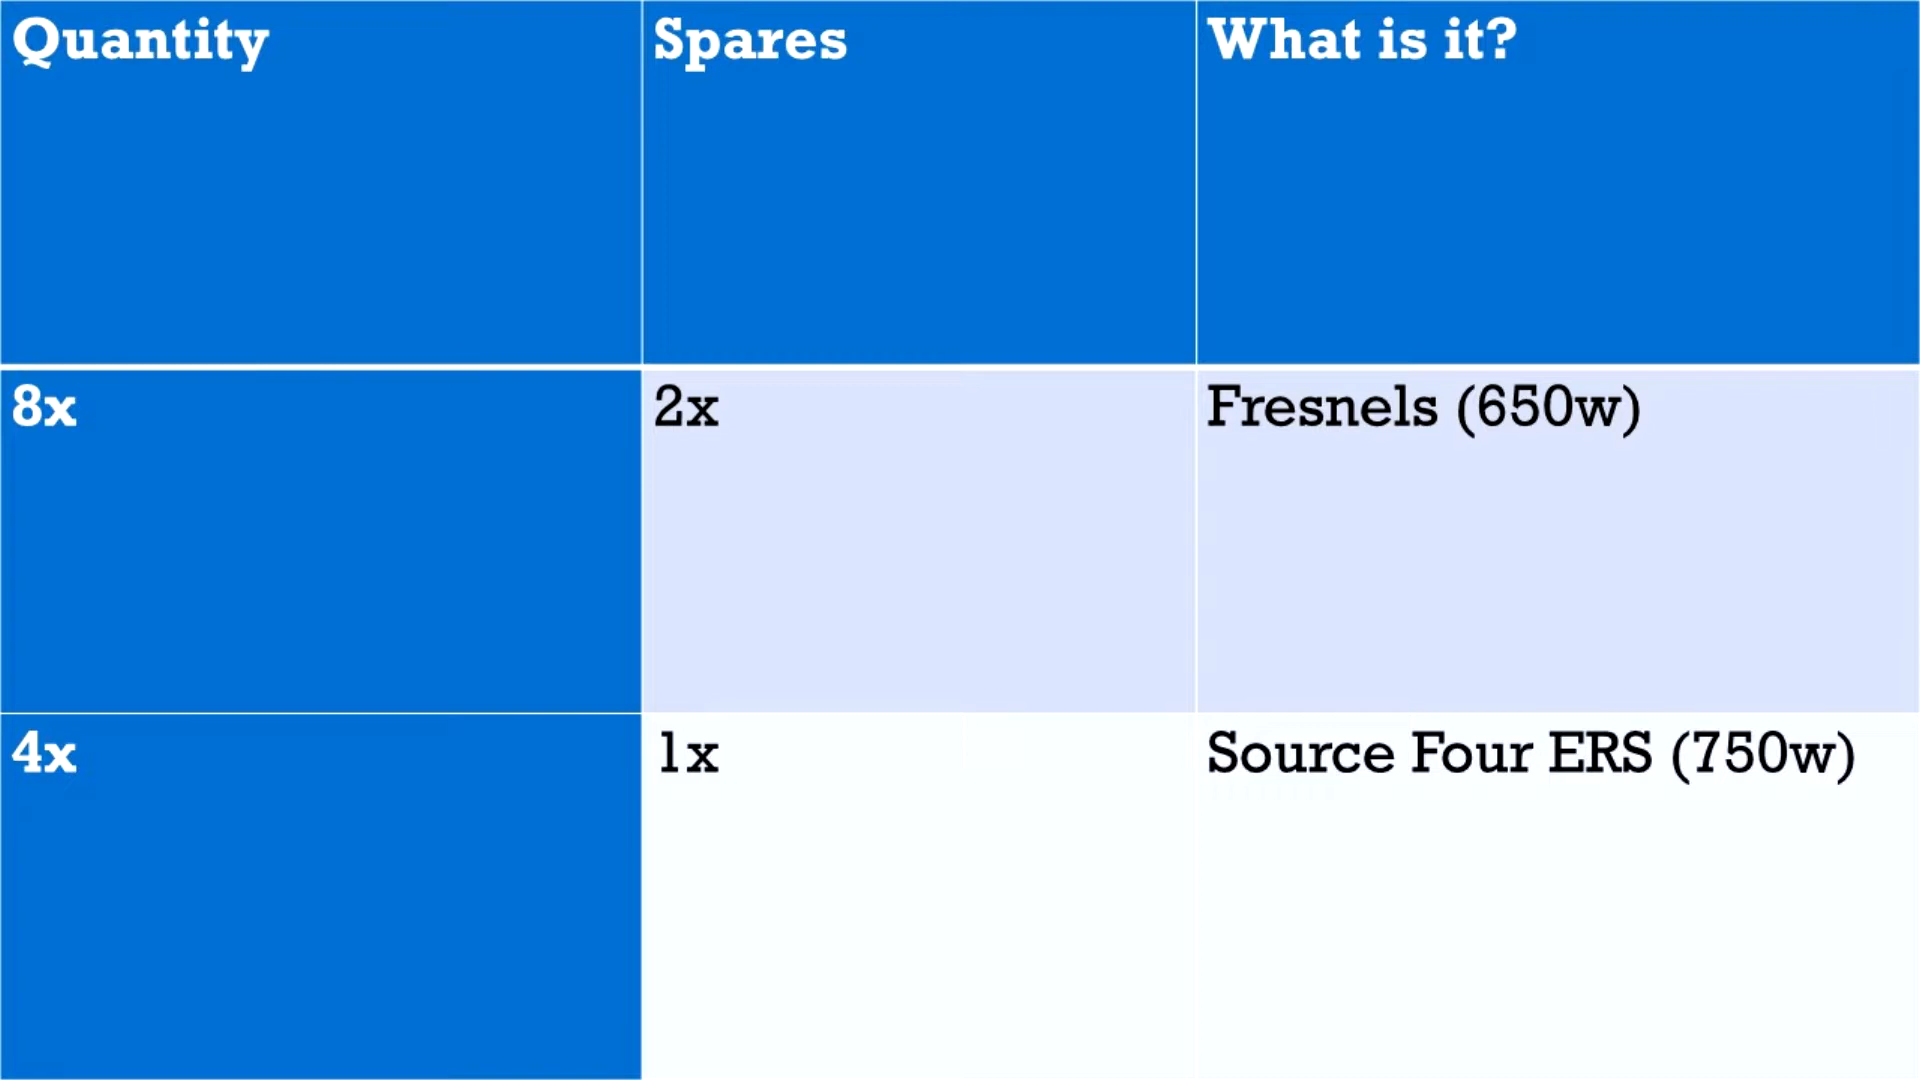 Quantity Spares What is it?
8x 2x Fresnels (650w)
4x 1x Source Four ERS (750w)